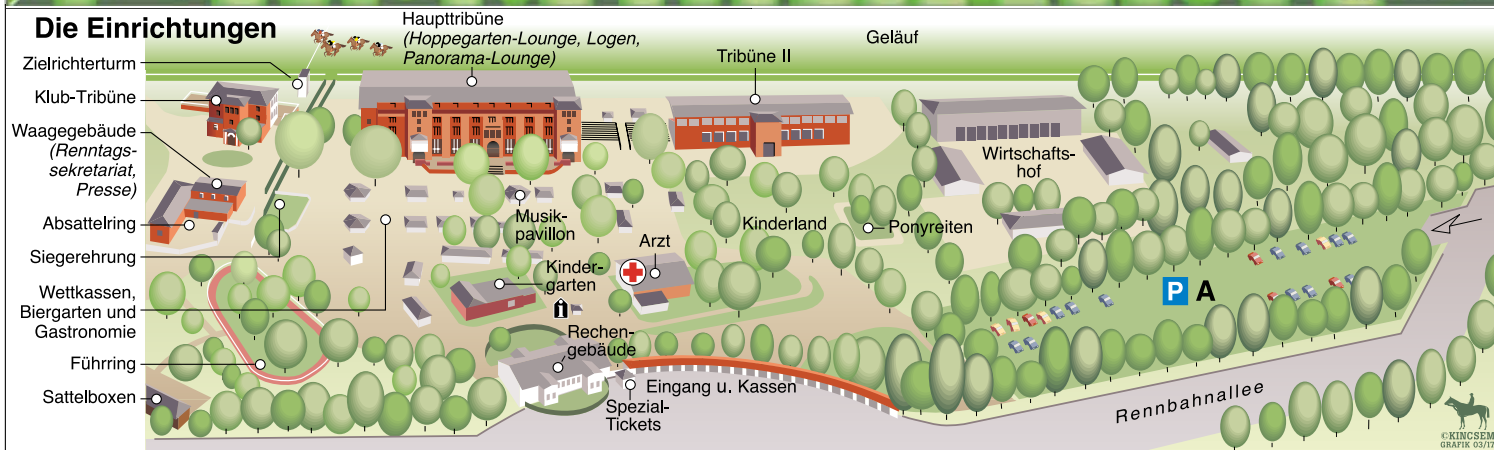 Die Einrichtungen
Haupttribüne
(Hoppegarten-Lounge, Logen,
Panorama-Lounge)
Geläuf
Tribüne II
Zielrichterturm
Klub-Tribüne
Waagegebäude
(Renntags-
sekretariat,
Presse)
Absattelring
Siegerehrung
Wettkassen,
Biergarten und
Gastronomie
Führring
Sattelboxen
Musik-
pavillon
Kinder-
garten
i
Arzt
Kinderland
Ponyreiten
Wirtschafts-
hof
P A
Rechen-
gebäude
Eingang u. Kassen
Spezial-
Tickets
Rennbahnallee
©KINCSEM
GRAFIK 03/17